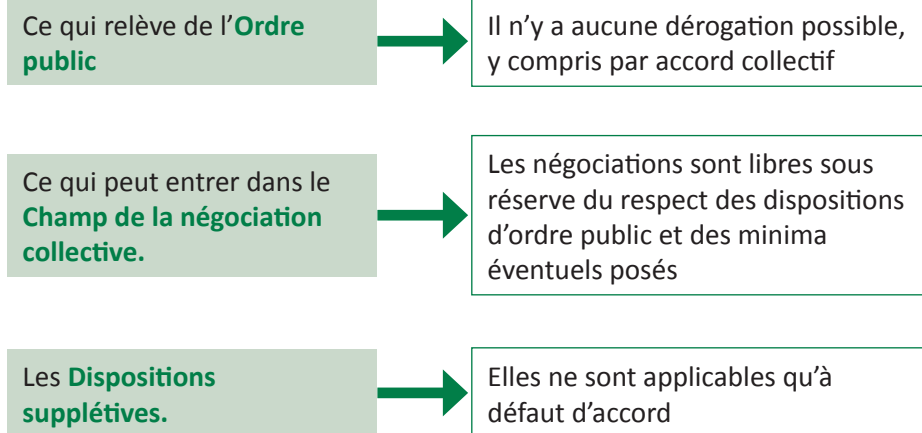 Ce qui relève de l’Ordre
public
Il n’y a aucune dérogation possible,
y compris par accord collectif
Ce qui peut entrer dans le
Champ de la négociation
collective.
Les négociations sont libres sous
réserve du respect des dispositions
d’ordre public et des minima
éventuels posés
Les Dispositions
supplétives.
Elles ne sont applicables qu’à
défaut d’accord